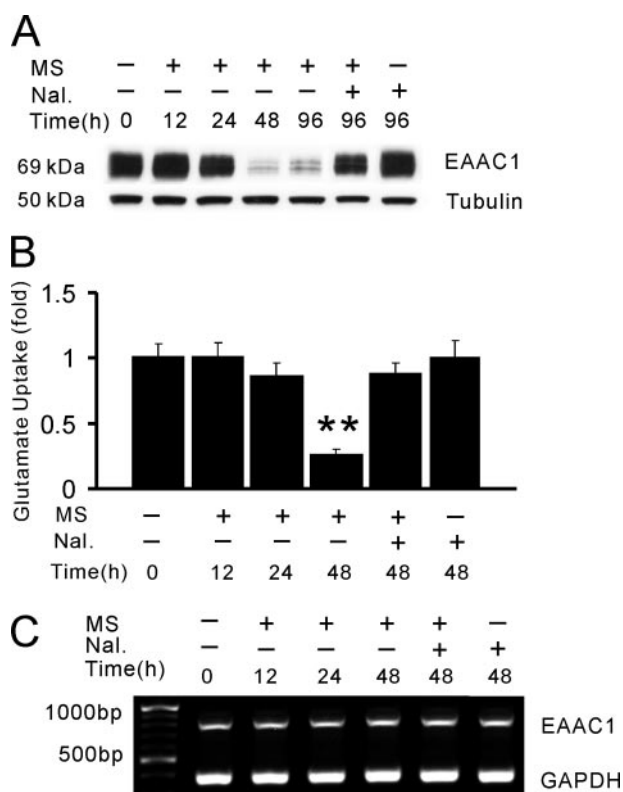 A
MS − + + + + + −
Nal. − − − − − + +
Time(h) 0 12 24 48 96 96 96
69 kDa EAAC1
50 kDa Tubulin
B
Glutamate Uptake (fold)
1.5
1
0.5
0
**
MS − + + + + −
Nal. − − − − + +
Time(h) 0 12 24 48 48 48
C
MS − + + + + −
Nal. − − − − + +
Time(h) 0 12 24 48 48 48
1000bp EAAC1
500bp
GAPDH